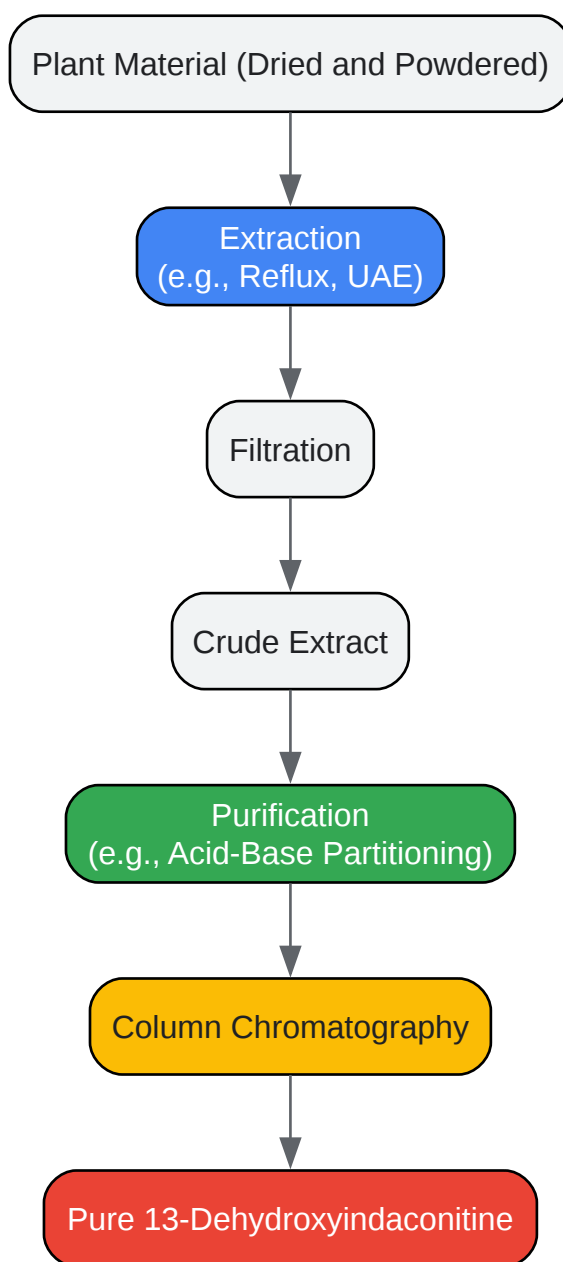 Plant Material (Dried and Powdered)
Extraction
(e.g., Reflux, UAE)
Filtration
Crude Extract
Purification
(e.g., Acid-Base Partitioning)
Column Chromatography
Pure 13-Dehydroxyindaconitine